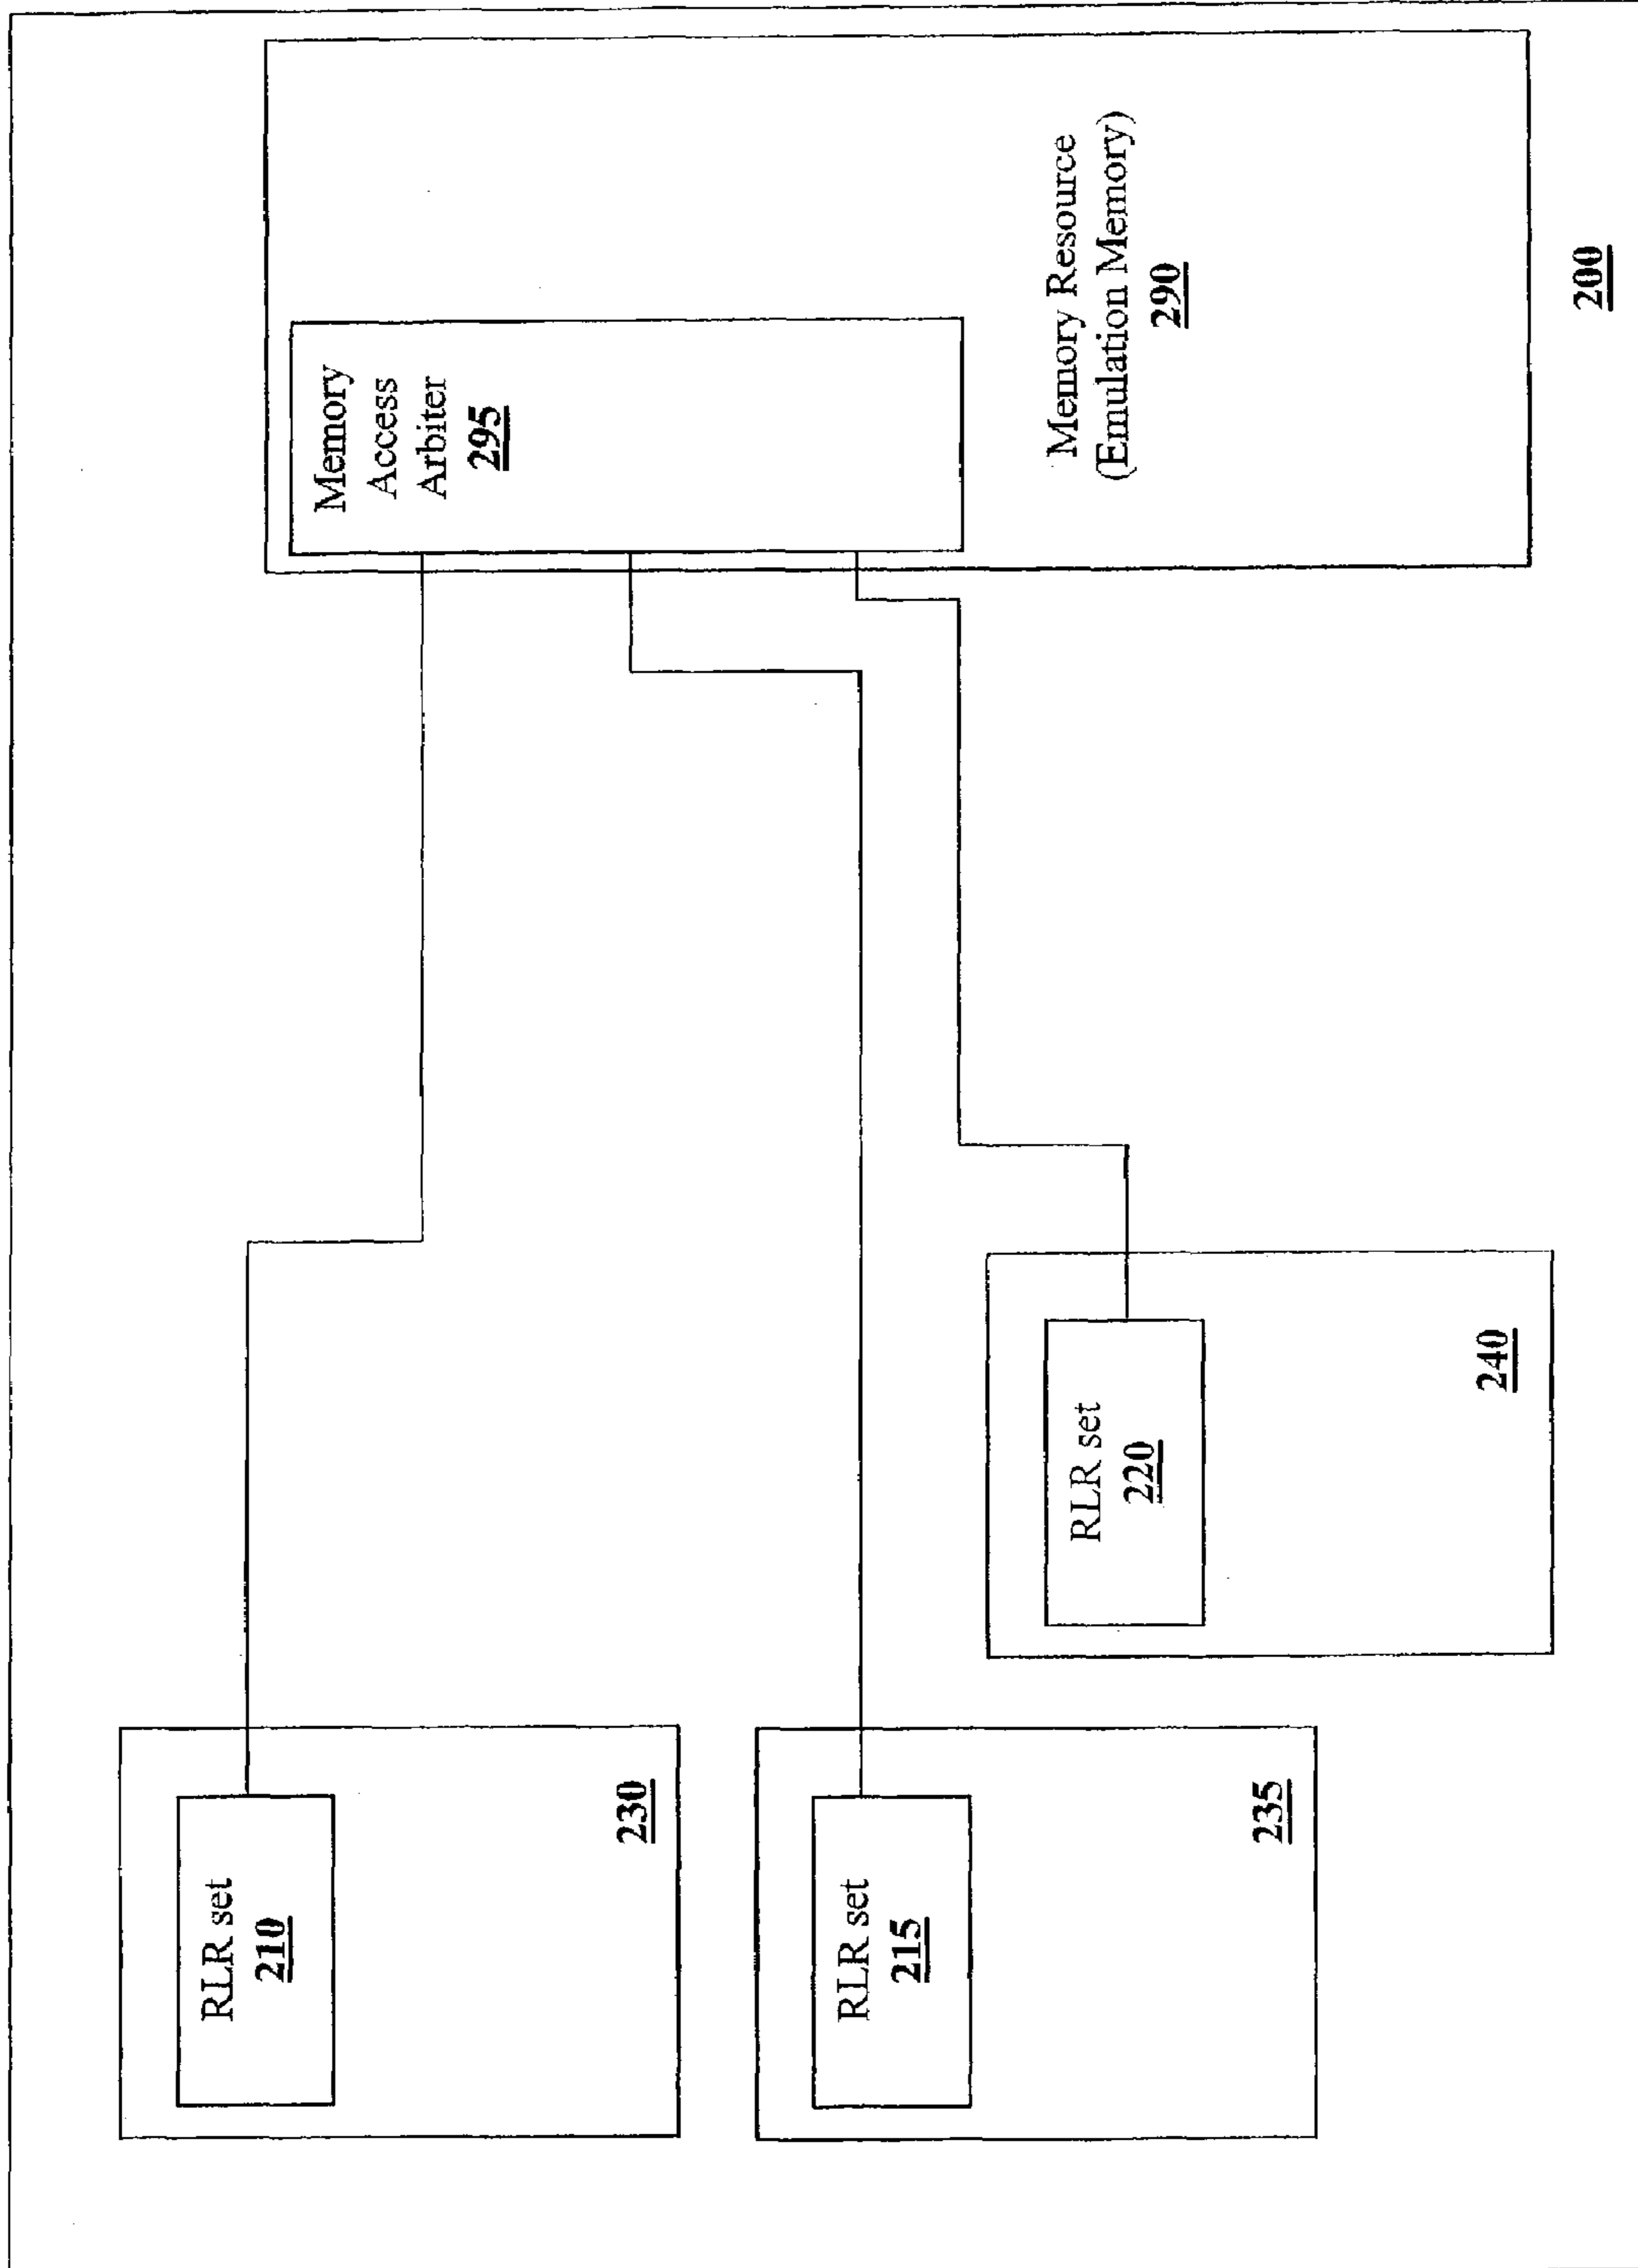 RLR set
210
230
RLR set
215
235
RLR set
220
240
Memory
Access
Arbiter
295
Memory Resource
(Emulation Memory)
290
200